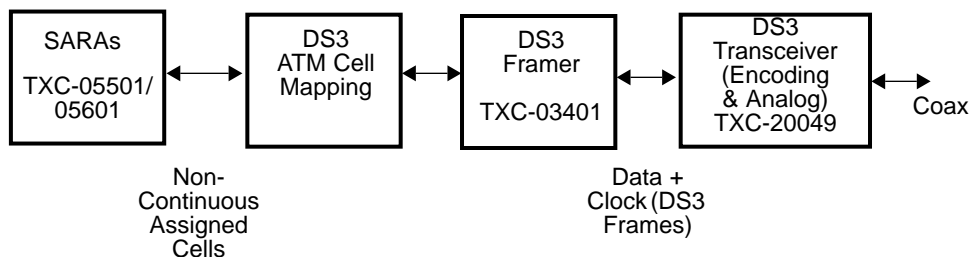 SARAs
TXC-05501/
05601
DS3
ATM Cell
Mapping
DS3
Framer
TXC-03401
DS3
Transceiver
(Encoding
& Analog)
TXC-20049
Coax
Non-
Continuous
Assigned
Cells
Data +
Clock (DS3
Frames)